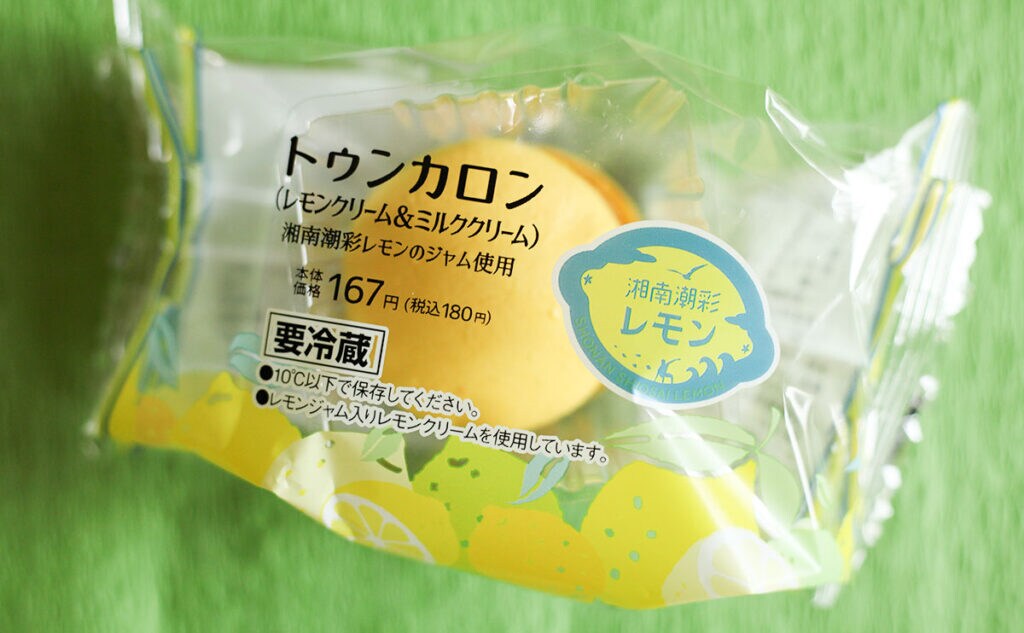 トゥンカロン
(レモンクリーム&ミルククリーム)
湘南潮彩レモンのジャム使用
本体
価格 167円 (税込180円)
要冷蔵
●10℃以下で保存してください。
●レモンジャム入りレモンクリームを使用しています。
湘南潮彩
レモン